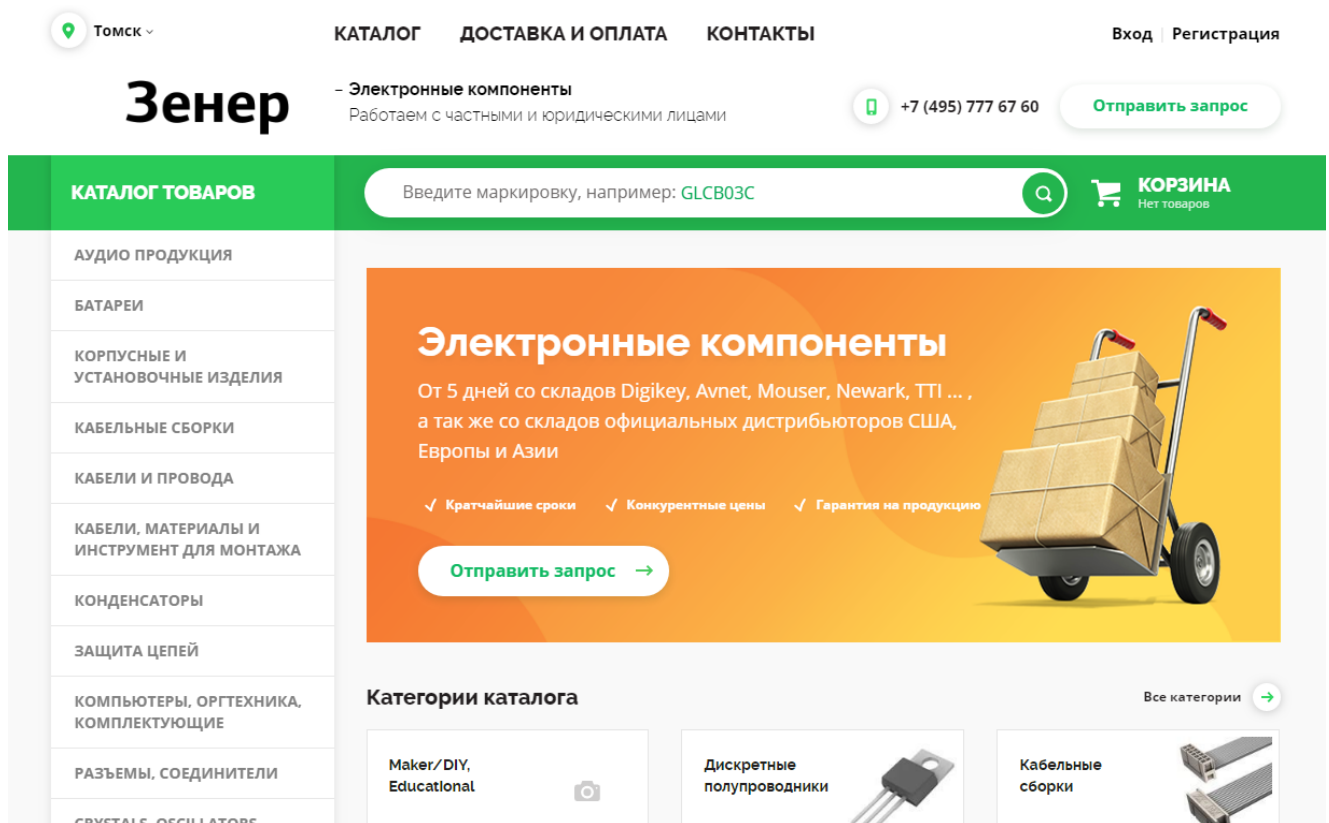 Томск
КАТАЛОГ ДОСТАВКА И ОПЛАТА КОНТАКТЫ
Вход Регистрация
Зенер
– Электронные компоненты
Работаем с частными и юридическими лицами
+7 (495) 777 67 60
Отправить запрос
КАТАЛОГ ТОВАРОВ
Введите маркировку, например: GLCB03C
КОРЗИНА
Нет товаров
АУДИО ПРОДУКЦИЯ
БАТАРЕИ
КОРПУСНЫЕ И
УСТАНОВОЧНЫЕ ИЗДЕЛИЯ
КАБЕЛЬНЫЕ СБОРКИ
КАБЕЛИ И ПРОВОДА
КАБЕЛИ, МАТЕРИАЛЫ И
ИНСТРУМЕНТ ДЛЯ МОНТАЖА
КОНДЕНСАТОРЫ
ЗАЩИТА ЦЕПЕЙ
КОМПЬЮТЕРЫ, ОРГТЕХНИКА,
КОМПЛЕКТУЮЩИЕ
РАЗЪЕМЫ, СОЕДИНИТЕЛИ
CRYSTALS, OSCILLATORS,
Электронные компоненты
От 5 дней со складов Digikey, Avnet, Mouser, Newark, TTI ... ,
а так же со складов официальных дистрибьюторов США,
Европы и Азии
Кратчайшие сроки Конкурентные цены Гарантия на продукцию
Отправить запрос
Категории каталога
Все категории
Maker/DIY,
Educational
Дискретные
полупроводники
Кабельные
сборки